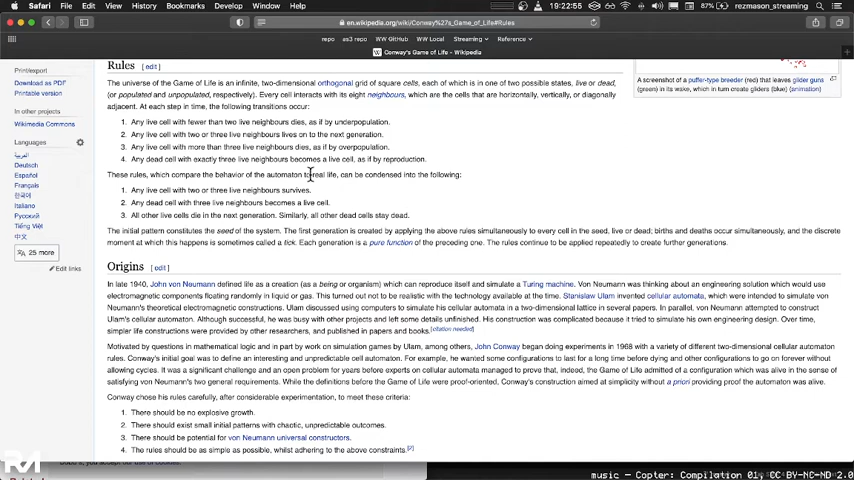 Safari File Edit View History Bookmarks Develop Window Help 87% 19:22:55 rezmason_streaming
en.wikipedia.org/wiki/Conway%27s_Game_of_Life#Rules
repo as3 repo WW GitHub WW Local Streaming Reference
Conway's Game of Life - Wikipedia
Print/export
Download as PDF
Printable version
In other projects
Wikimedia Commons
Languages
العربية
Deutsch
Español
Français
한국어
Italiano
Русский
Tiếng Việt
中文
25 more
Edit links
Rules [edit]
The universe of the Game of Life is an infinite, two-dimensional orthogonal grid of square cells, each of which is in one of two possible states, live or dead,
(or populated and unpopulated, respectively). Every cell interacts with its eight neighbours, which are the cells that are horizontally, vertically, or diagonally
adjacent. At each step in time, the following transitions occur:
1. Any live cell with fewer than two live neighbours dies, as if by underpopulation.
2. Any live cell with two or three live neighbours lives on to the next generation.
3. Any live cell with more than three live neighbours dies, as if by overpopulation.
4. Any dead cell with exactly three live neighbours becomes a live cell, as if by reproduction.
These rules, which compare the behavior of the automaton to real life, can be condensed into the following:
1. Any live cell with two or three live neighbours survives.
2. Any dead cell with three live neighbours becomes a live cell.
3. All other live cells die in the next generation. Similarly, all other dead cells stay dead.
The initial pattern constitutes the seed of the system. The first generation is created by applying the above rules simultaneously to every cell in the seed, live or dead; births and deaths occur simultaneously, and the discrete
moment at which this happens is sometimes called a tick. Each generation is a pure function of the preceding one. The rules continue to be applied repeatedly to create further generations.
A screenshot of a puffer-type breeder (red) that leaves glider guns
(green) in its wake, which in turn create gliders (blue) (animation)
Origins [edit]
In late 1940, John von Neumann defined life as a creation (as a being or organism) which can reproduce itself and simulate a Turing machine. Von Neumann was thinking about an engineering solution which would use
electromagnetic components floating randomly in liquid or gas. This turned out not to be realistic with the technology available at the time. Stanislaw Ulam invented cellular automata, which were intended to simulate von
Neumann's theoretical electromagnetic constructions. Ulam discussed using computers to simulate his cellular automata in a two-dimensional lattice in several papers. In parallel, von Neumann attempted to construct
Ulam's cellular automaton. Although successful, he was busy with other projects and left some details unfinished. His construction was complicated because it tried to simulate his own engineering design. Over time,
simpler life constructions were provided by other researchers, and published in papers and books.[citation needed]
Motivated by questions in mathematical logic and in part by work on simulation games by Ulam, among others, John Conway began doing experiments in 1968 with a variety of different two-dimensional cellular automaton
rules. Conway's initial goal was to define an interesting and unpredictable cell automaton. For example, he wanted some configurations to last for a long time before dying and other configurations to go on forever without
allowing cycles. It was a significant challenge and an open problem for years before experts on cellular automata managed to prove that, indeed, the Game of Life admitted of a configuration which was alive in the sense of
satisfying von Neumann's two general requirements. While the definitions before the Game of Life were proof-oriented, Conway's construction aimed at simplicity without a priori providing proof the automaton was alive.
Conway chose his rules carefully, after considerable experimentation, to meet these criteria:
1. There should be no explosive growth.
2. There should exist small initial patterns with chaotic, unpredictable outcomes.
3. There should be potential for von Neumann universal constructors.
4. The rules should be as simple as possible, whilst adhering to the above constraints.[2]
music - Copter: Compilation 01, CC BY-NC-ND 2.0